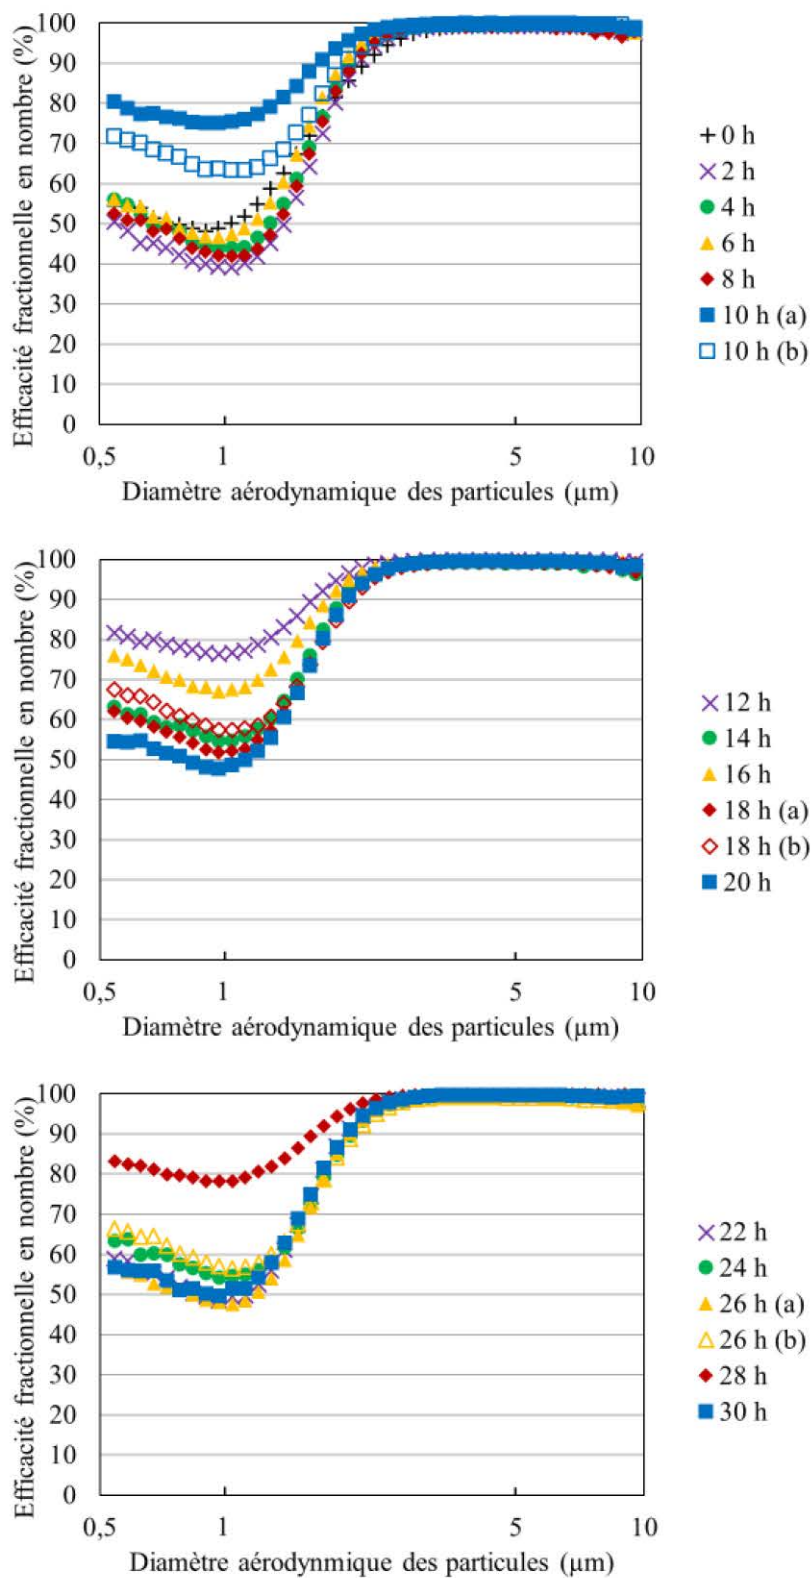 Efficacité fractionnelle en nombre (%)
100
90
80
70
60
50
40
30
20
10
0
0,5
1
5
10
Diamètre aérodynamique des particules (µm)
0 h
2 h
4 h
6 h
8 h
10 h (a)
10 h (b)
Efficacité fractionnelle en nombre (%)
100
90
80
70
60
50
40
30
20
10
0
0,5
1
5
10
Diamètre aérodynamique des particules (µm)
12 h
14 h
16 h
18 h (a)
18 h (b)
20 h
Efficacité fractionnelle en nombre (%)
100
90
80
70
60
50
40
30
20
10
0
0,5
1
5
10
Diamètre aérodynmique des particules (µm)
22 h
24 h
26 h (a)
26 h (b)
28 h
30 h